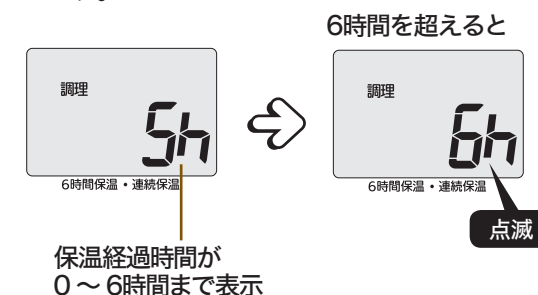 6時間を超えると
調理
5h
6時間保温・連続保温
調理
6h
6時間保温・連続保温
点滅
保温経過時間が
0～6時間まで表示